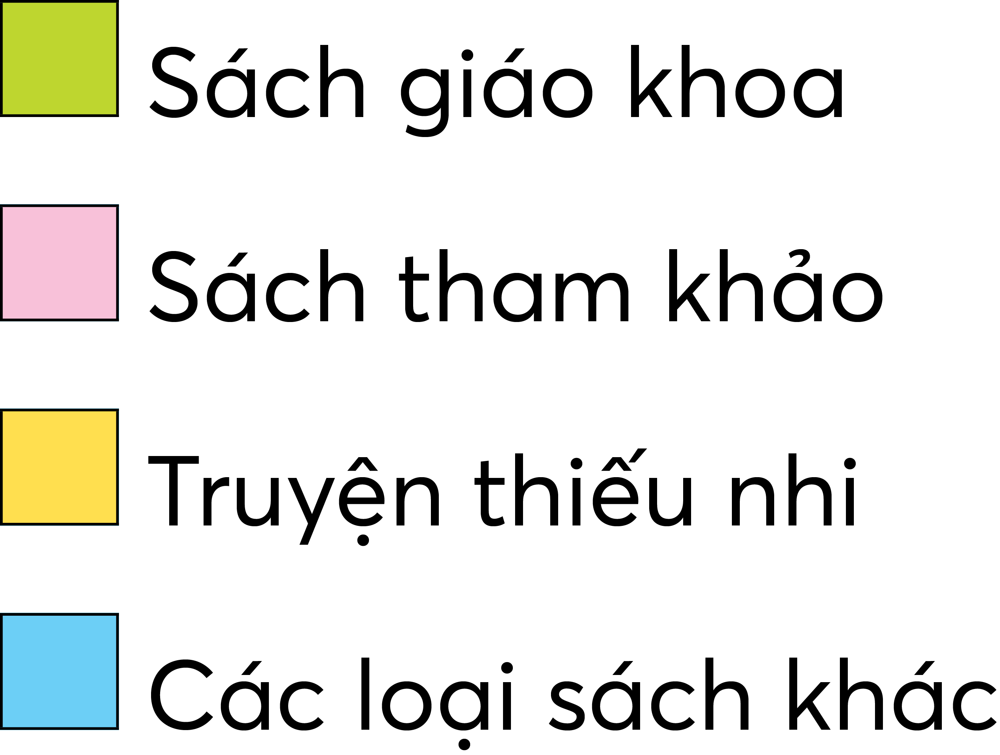 Sách giáo khoa
Sách tham khảo
Truyện thiếu nhi
Các loại sách khác